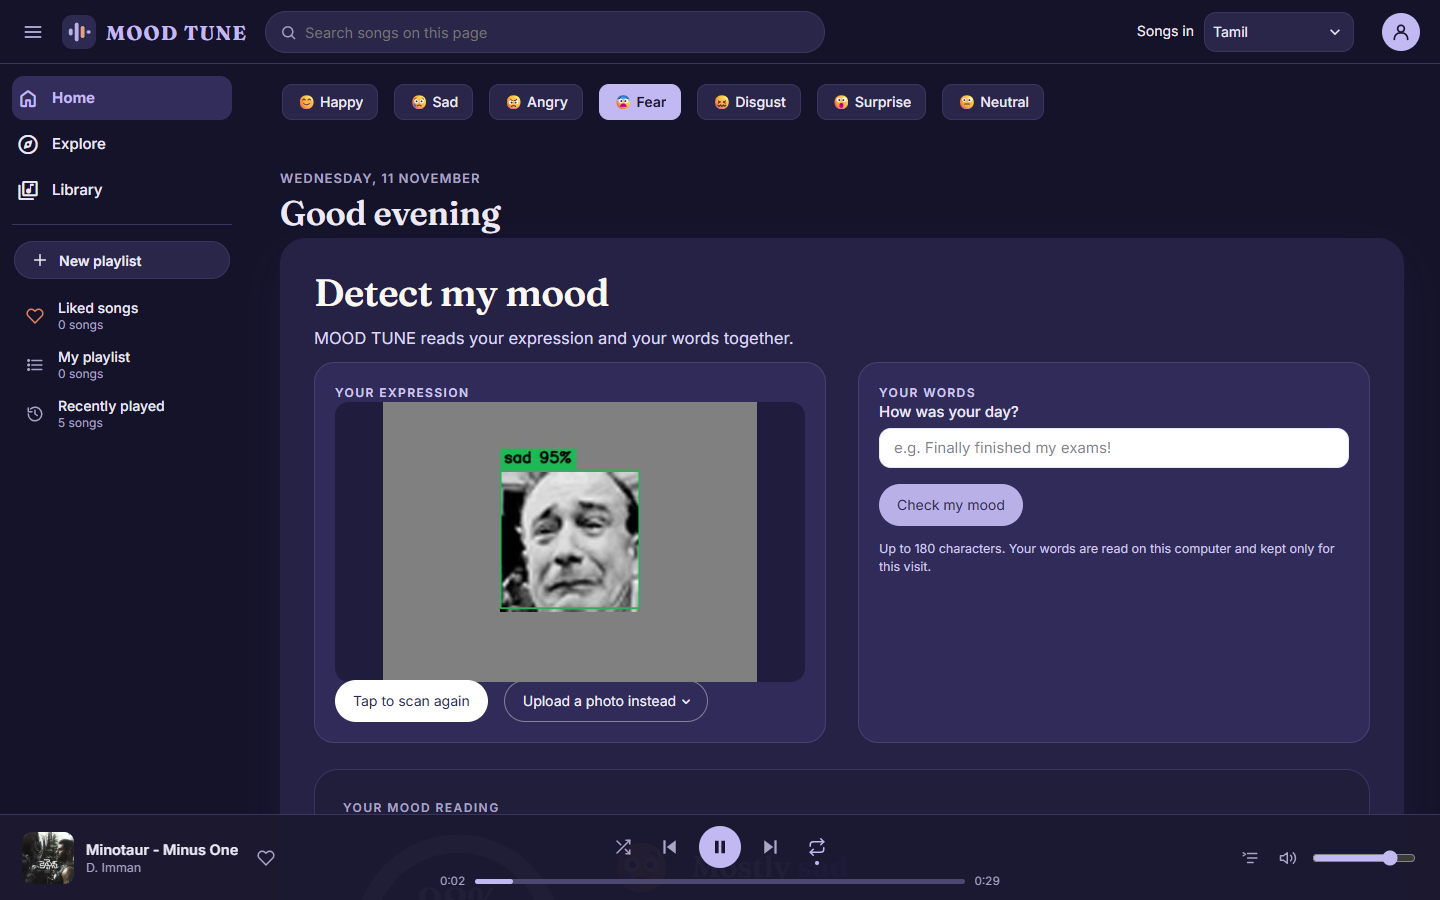 MOOD TUNE
Search songs on this page
Songs in
Tamil
Home
Explore
Library
New playlist
Liked songs
0 songs
My playlist
0 songs
Recently played
5 songs
Happy
Sad
Angry
Fear
Disgust
Surprise
Neutral
WEDNESDAY, 11 NOVEMBER
Good evening
Detect my mood
MOOD TUNE reads your expression and your words together.
YOUR EXPRESSION
sad 95%
Tap to scan again
Upload a photo instead
YOUR WORDS
How was your day?
e.g. Finally finished my exams!
Check my mood
Up to 180 characters. Your words are read on this computer and kept only for
this visit.
YOUR MOOD READING
Mostly sad
Minotaur - Minus One
D. Imman
0:02
0:29